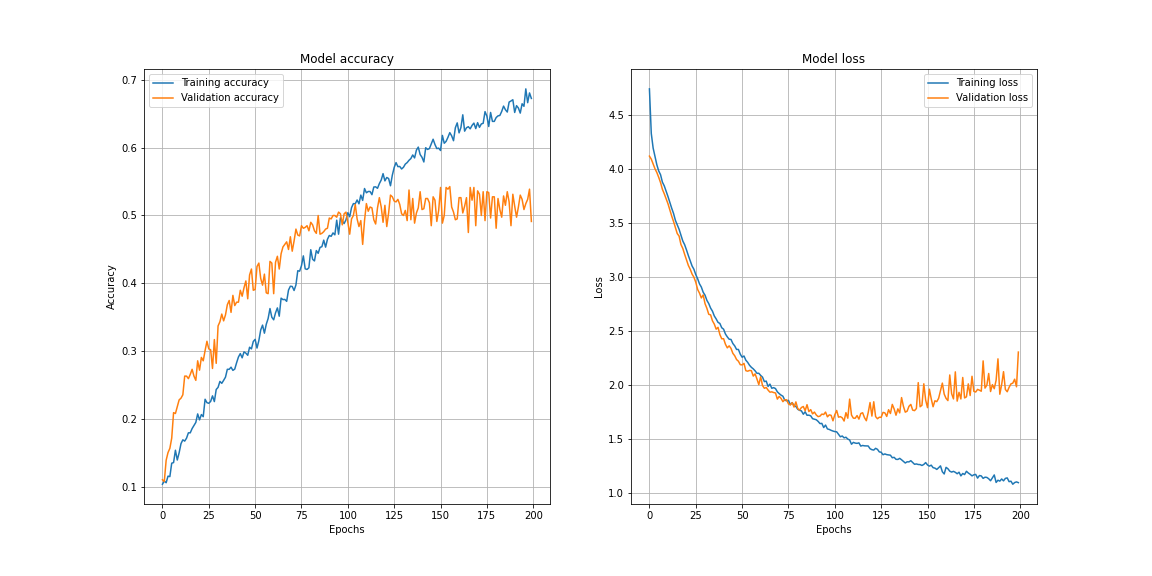 Model accuracy
Training accuracy
Validation accuracy
0.7
0.6
0.5
0.4
0.3
0.2
0.1
Accuracy
0 25 50 75 100 125 150 175 200
Epochs
Model loss
Training loss
Validation loss
4.5
4.0
3.5
3.0
2.5
2.0
1.5
1.0
Loss
0 25 50 75 100 125 150 175 200
Epochs